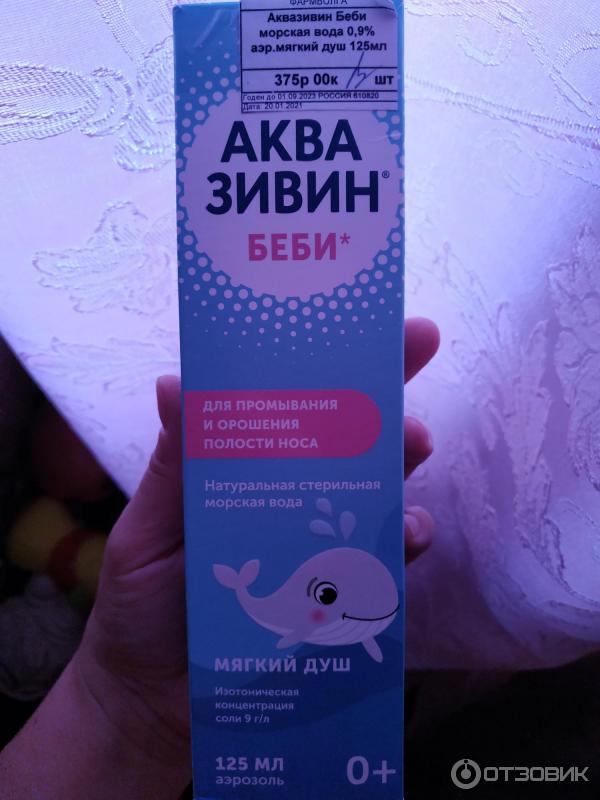 ФАРМВОЛГА
Аквазивин Беби
морская вода 0,9%
аэр.мягкий душ 125мл
375р 00к
шт
Годен до 01.09.2023 РОССИЯ 610820
Дата: 20.01.2021
АКВА
ЗИВИН®
БЕБИ*
ДЛЯ ПРОМЫВАНИЯ
И ОРОШЕНИЯ
ПОЛОСТИ НОСА
Натуральная стерильная
морская вода
МЯГКИЙ ДУШ
Изотоническая
концентрация
соли 9 г/л
125 МЛ
аэрозоль
0+
ОТЗОВИК